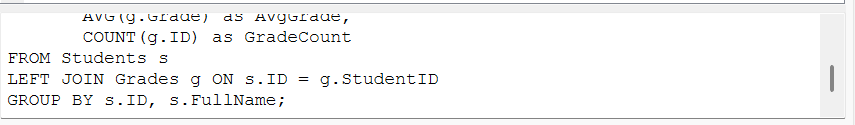 AVG(g.Grade) as AvgGrade,
COUNT(g.ID) as GradeCount
FROM Students s
LEFT JOIN Grades g ON s.ID = g.StudentID
GROUP BY s.ID, s.FullName;